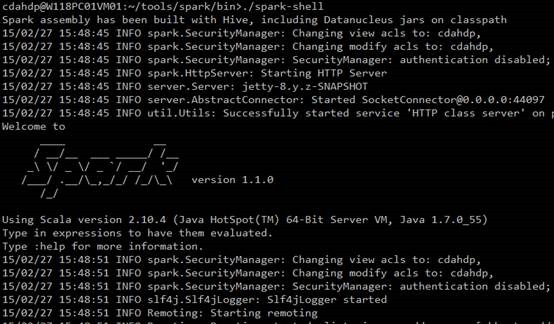 cdahdp@W118PC01VM01:~/tools/spark/bin>./spark-shell
Spark assembly has been built with Hive, including Datanucleus jars on classpath
15/02/27 15:48:45 INFO spark.SecurityManager: Changing view acls to: cdahdp,
15/02/27 15:48:45 INFO spark.SecurityManager: Changing modify acls to: cdahdp,
15/02/27 15:48:45 INFO spark.SecurityManager: SecurityManager: authentication disabled;
15/02/27 15:48:45 INFO spark.HttpServer: Starting HTTP Server
15/02/27 15:48:45 INFO server.Server: jetty-8.y.z-SNAPSHOT
15/02/27 15:48:45 INFO server.AbstractConnector: Started SocketConnector@0.0.0.0:44097
15/02/27 15:48:45 INFO util.Utils: Successfully started service 'HTTP class server' on
Welcome to
Spark version 1.1.0
Using Scala version 2.10.4 (Java HotSpot(TM) 64-Bit Server VM, Java 1.7.0_55)
Type in expressions to have them evaluated.
Type :help for more information.
15/02/27 15:48:51 INFO spark.SecurityManager: Changing view acls to: cdahdp,
15/02/27 15:48:51 INFO spark.SecurityManager: Changing modify acls to: cdahdp,
15/02/27 15:48:51 INFO spark.SecurityManager: SecurityManager: authentication disabled;
15/02/27 15:48:51 INFO slf4j.Slf4jLogger: Slf4jLogger started
15/02/27 15:48:51 INFO Remoting: Starting remoting